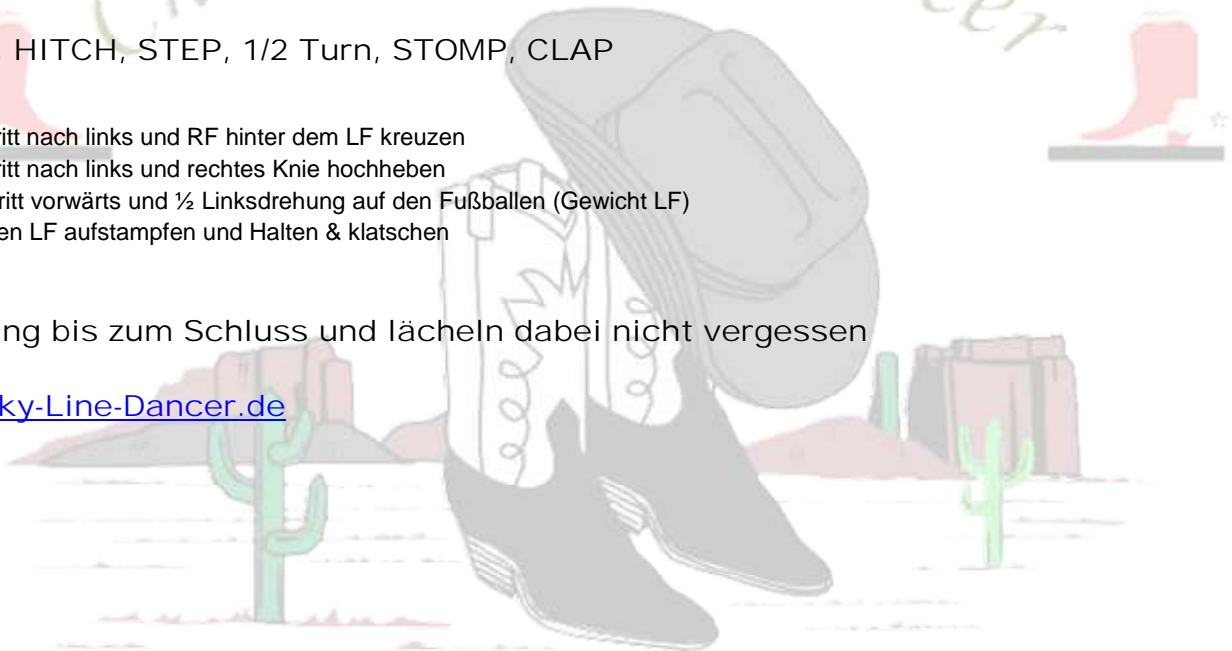 HITCH, STEP, 1/2 Turn, STOMP, CLAP
ritt nach links und RF hinter dem LF kreuzen
ritt nach links und rechtes Knie hochheben
ritt vorwärts und ½ Linksdrehung auf den Fußballen (Gewicht LF)
en LF aufstampfen und Halten & klatschen
ng bis zum Schluss und lächeln dabei nicht vergessen
ky-Line-Dancer.de